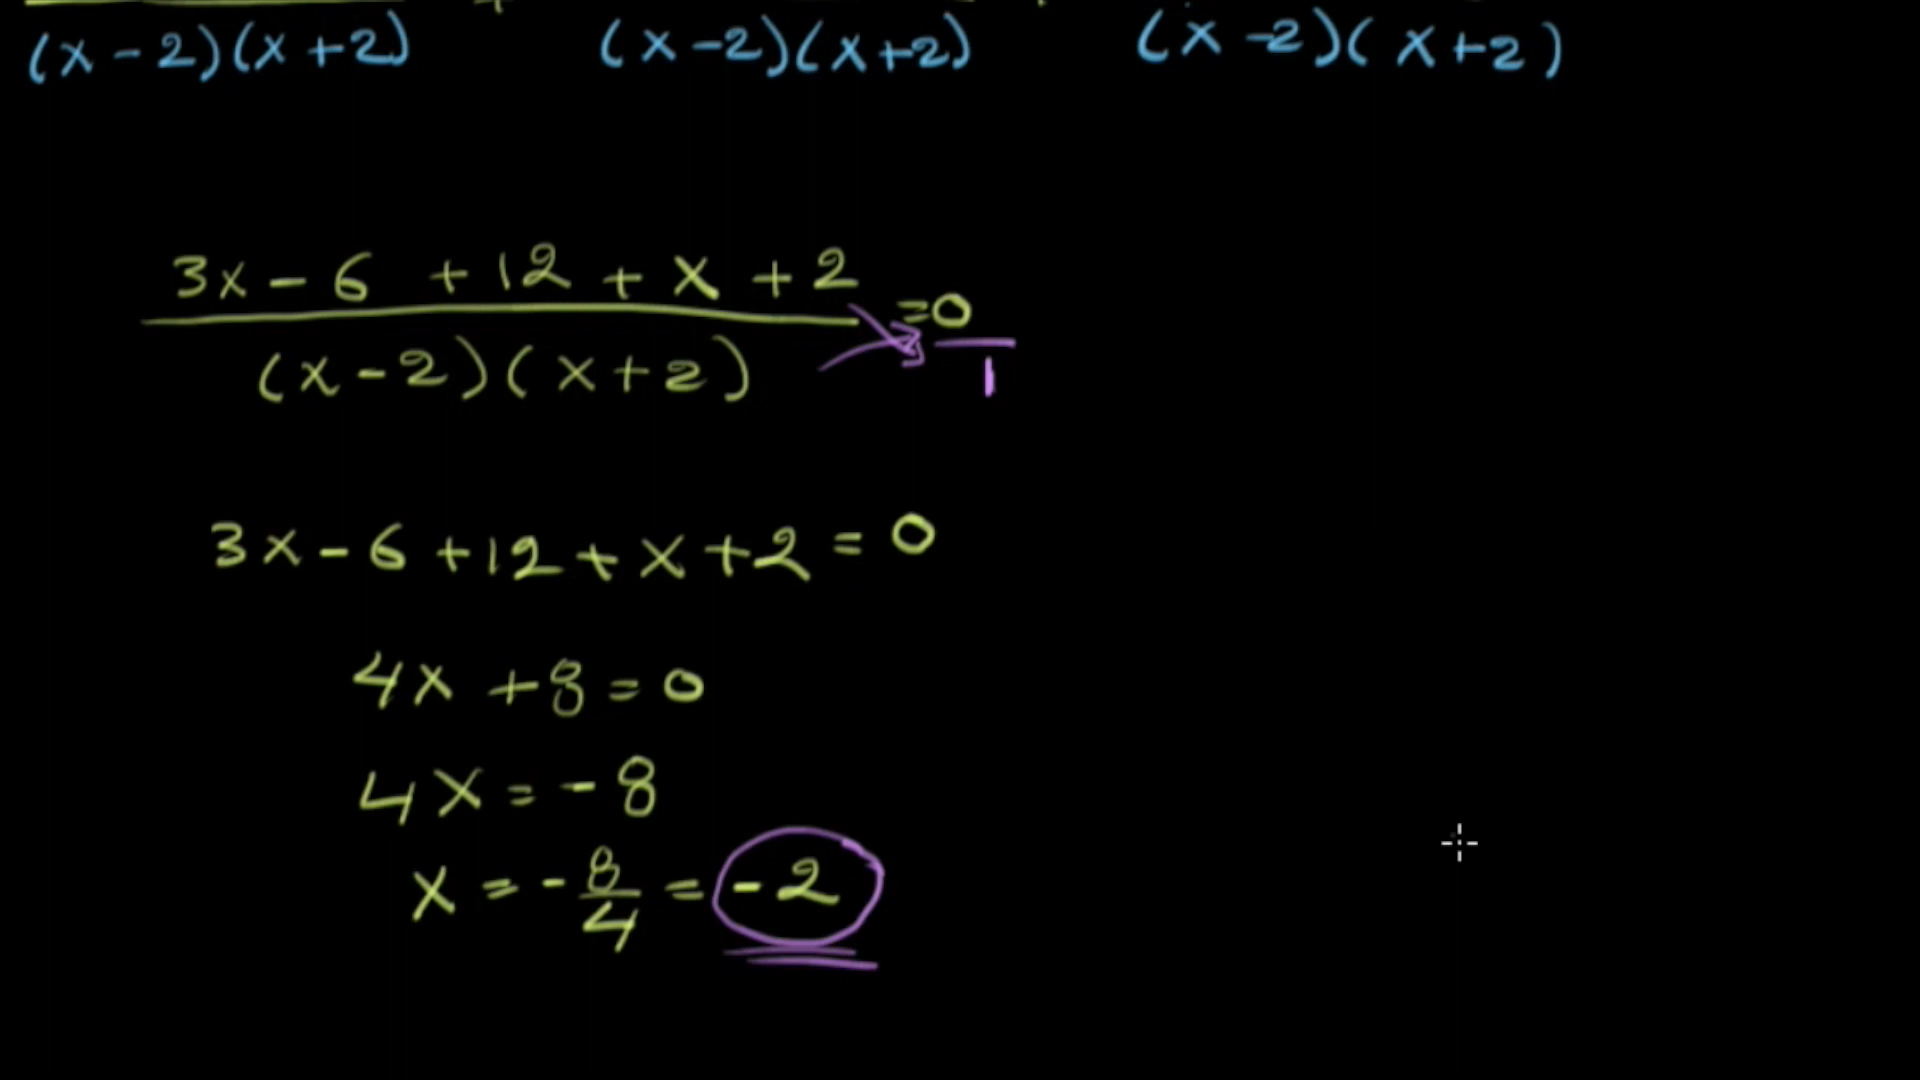 (x - 2)(x + 2) (x - 2)(x + 2) (x - 2)(x + 2)
3x - 6 + 12 + x + 2
= 0
(x - 2)(x + 2)
1
3x - 6 + 12 + x + 2 = 0
4x + 8 = 0
4x = - 8
x = - 8/4 = - 2